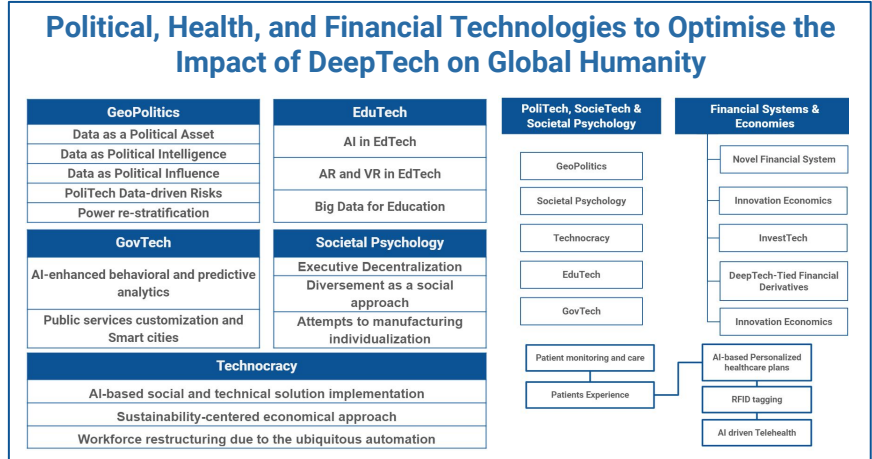 Political, Health, and Financial Technologies to Optimise the
Impact of DeepTech on Global Humanity
GeoPolitics
Data as a Political Asset
Data as Political Intelligence
Data as Political Influence
PoliTech Data-driven Risks
Power re-stratification
EduTech
AI in EdTech
AR and VR in EdTech
Big Data for Education
GovTech
AI-enhanced behavioral and predictive
analytics
Public services customization and
Smart cities
Societal Psychology
Executive Decentralization
Diversement as a social
approach
Attempts to manufacturing
individualization
Technocracy
AI-based social and technical solution implementation
Sustainability-centered economical approach
Workforce restructuring due to the ubiquitous automation
PoliTech, SocieTech &
Societal Psychology
GeoPolitics
Societal Psychology
Technocracy
EduTech
GovTech
Financial Systems &
Economies
Novel Financial System
Innovation Economics
InvestTech
DeepTech-Tied Financial
Derivatives
Innovation Economics
Patient monitoring and care
Patients Experience
AI-based Personalized
healthcare plans
RFID tagging
AI driven Telehealth